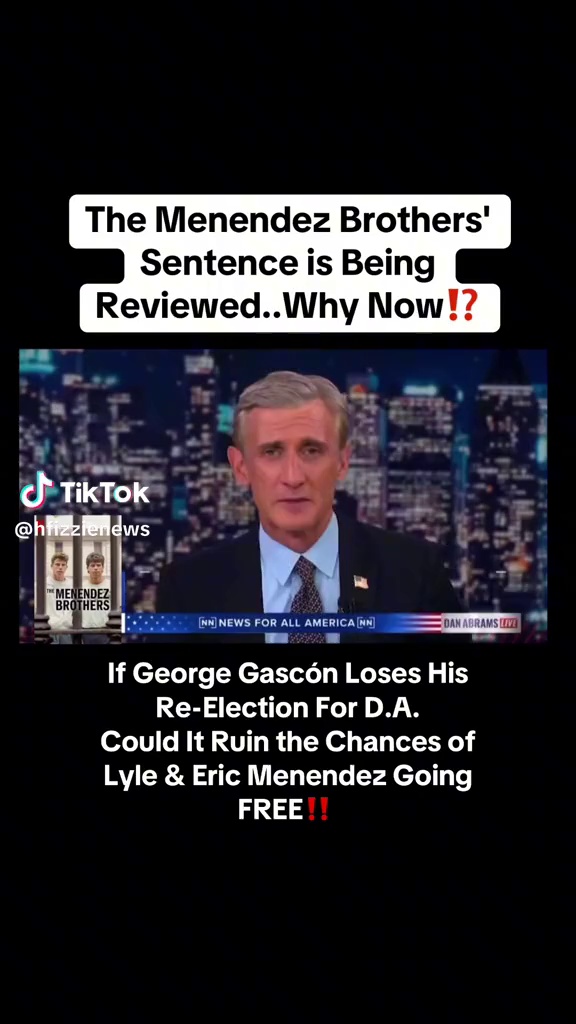 The Menendez Brothers'
Sentence is Being
Reviewed..Why Now⁉️
TikTok
@hfizzienews
THE MENENDEZ
BROTHERS
NN NEWS FOR ALL AMERICA NN
DAN ABRAMS LIVE
If George Gascón Loses His
Re-Election For D.A.
Could It Ruin the Chances of
Lyle & Eric Menendez Going
FREE‼️